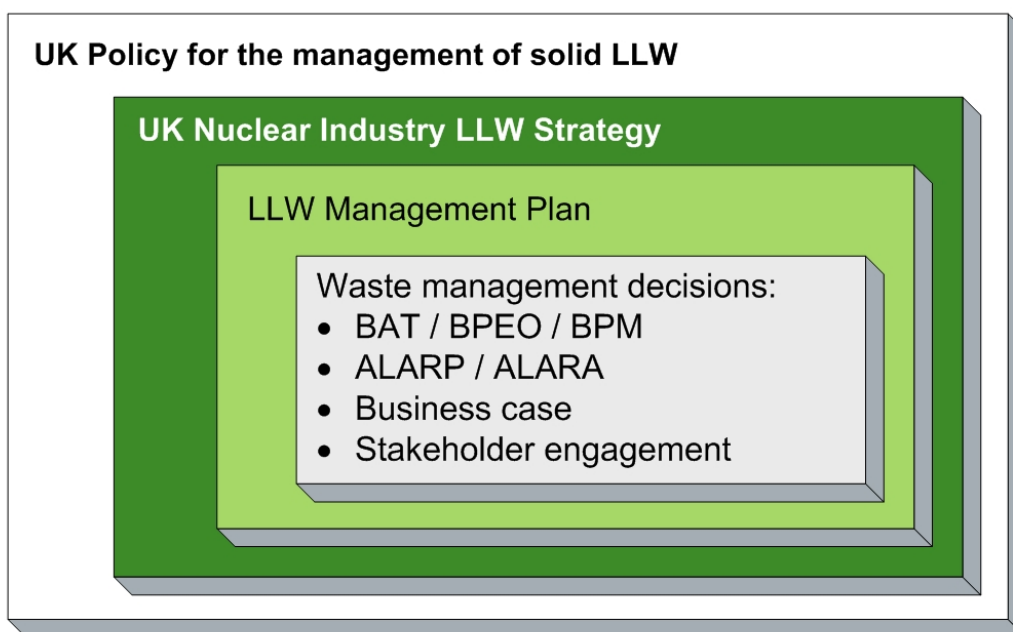 UK Policy for the management of solid LLW
UK Nuclear Industry LLW Strategy
LLW Management Plan
Waste management decisions:
• BAT / BPEO / BPM
• ALARP / ALARA
• Business case
• Stakeholder engagement